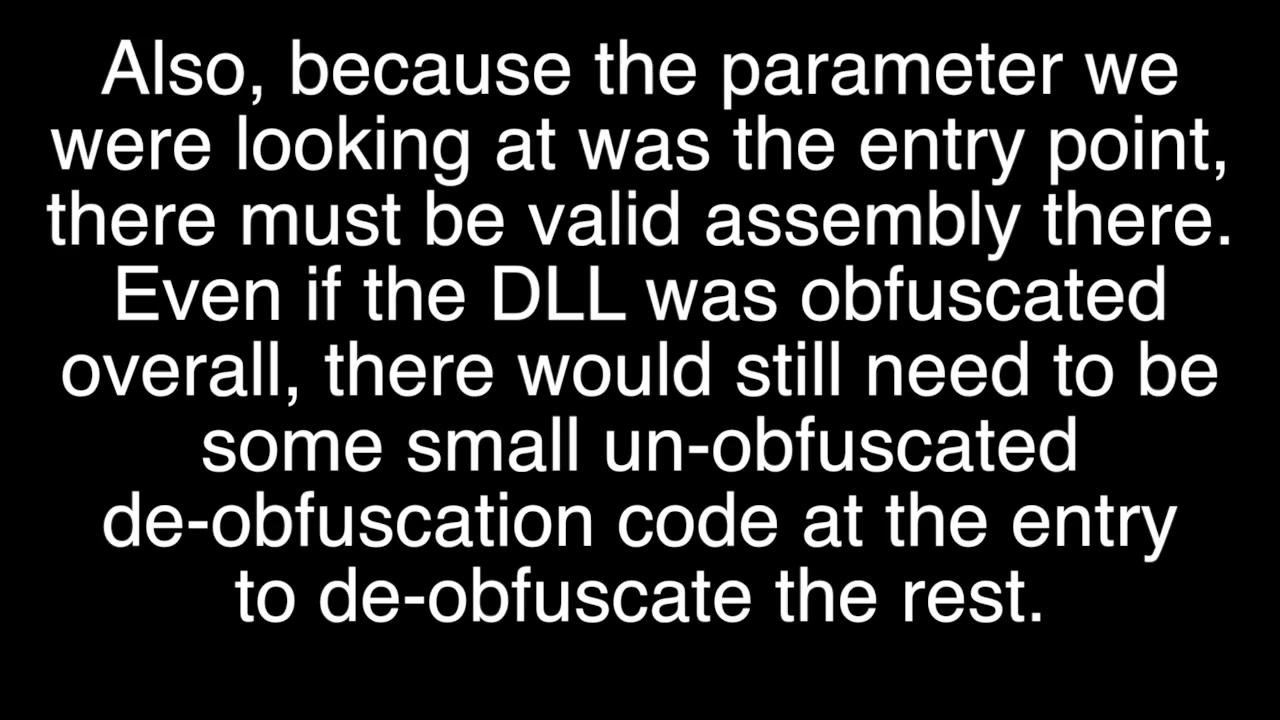 Also, because the parameter we
were looking at was the entry point,
there must be valid assembly there.
Even if the DLL was obfuscated
overall, there would still need to be
some small un-obfuscated
de-obfuscation code at the entry
to de-obfuscate the rest.